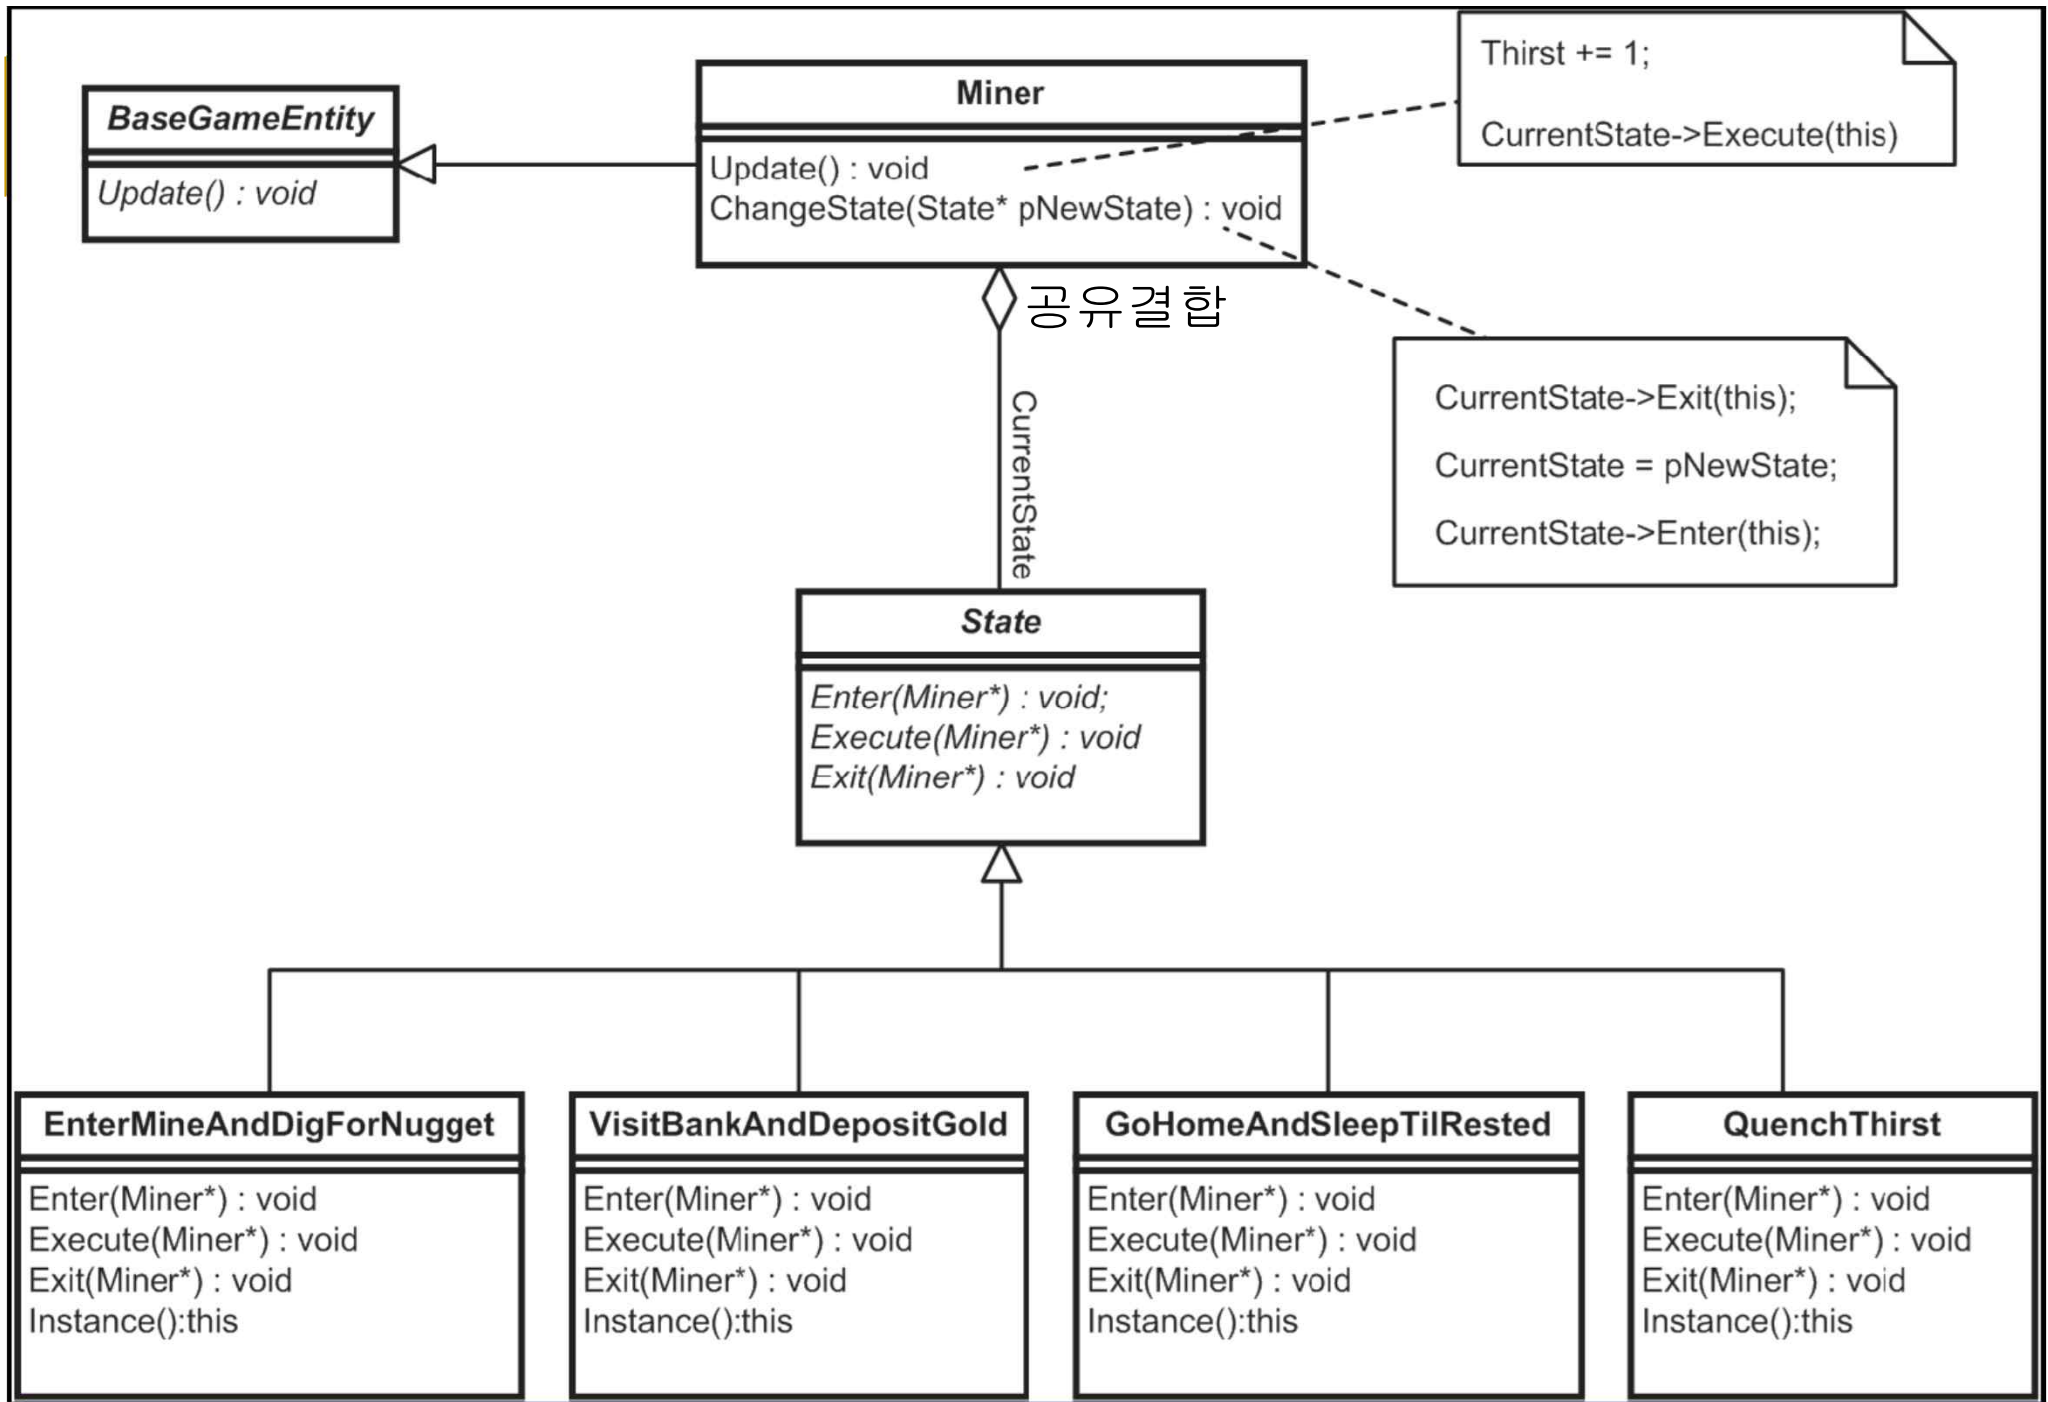 BaseGameEntity
Update() : void
Miner
Update() : void
ChangeState(State* pNewState) : void
Thirst += 1;
CurrentState->Execute(this)
공유결합
CurrentState
CurrentState->Exit(this);
CurrentState = pNewState;
CurrentState->Enter(this);
State
Enter(Miner*) : void;
Execute(Miner*) : void
Exit(Miner*) : void
EnterMineAndDigForNugget
Enter(Miner*) : void
Execute(Miner*) : void
Exit(Miner*) : void
Instance():this
VisitBankAndDepositGold
Enter(Miner*) : void
Execute(Miner*) : void
Exit(Miner*) : void
Instance():this
GoHomeAndSleepTilRested
Enter(Miner*) : void
Execute(Miner*) : void
Exit(Miner*) : void
Instance():this
QuenchThirst
Enter(Miner*) : void
Execute(Miner*) : void
Exit(Miner*) : void
Instance():this